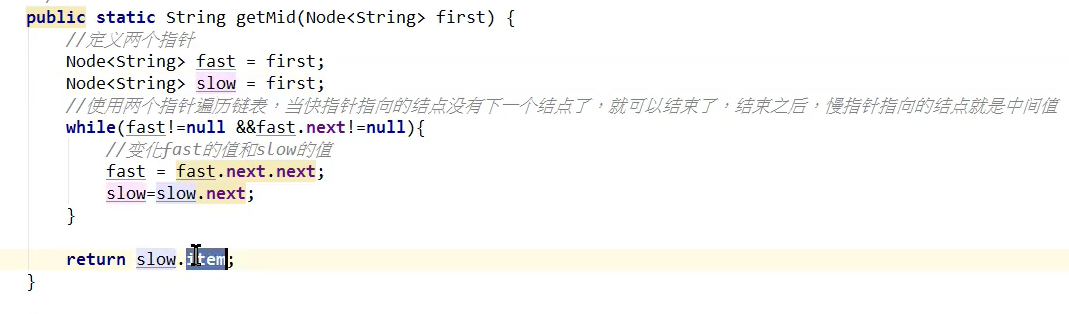 public static String getMid(Node<String> first) {
//定义两个指针
Node<String> fast = first;
Node<String> slow = first;
//使用两个指针遍历链表，当快指针指向的结点没有下一个结点了，就可以结束了，结束之后，慢指针指向的结点就是中间值
while(fast!=null &&fast.next!=null){
//变化fast的值和slow的值
fast = fast.next.next;
slow=slow.next;
}
return slow.item;
}